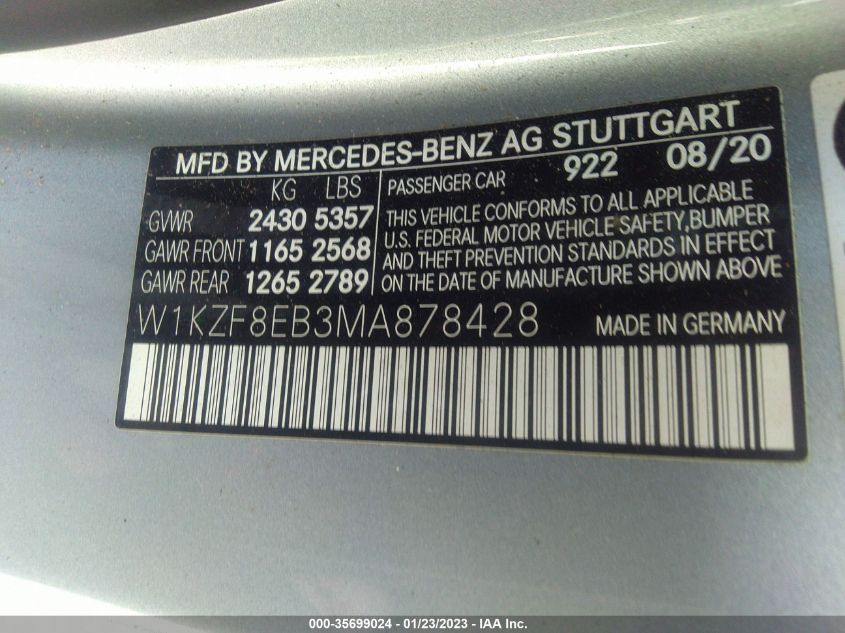 MFD BY MERCEDES-BENZ AG STUTTGART
KG LBS PASSENGER CAR 922 08/20
GVWR 2430 5357
GAWR FRONT 1165 2568
GAWR REAR 1265 2789
THIS VEHICLE CONFORMS TO ALL APPLICABLE
U.S. FEDERAL MOTOR VEHICLE SAFETY,BUMPER
AND THEFT PREVENTION STANDARDS IN EFFECT
ON THE DATE OF MANUFACTURE SHOWN ABOVE
W1KZF8EB3MA878428 MADE IN GERMANY
000-35699024 - 01/23/2023 - IAA Inc.